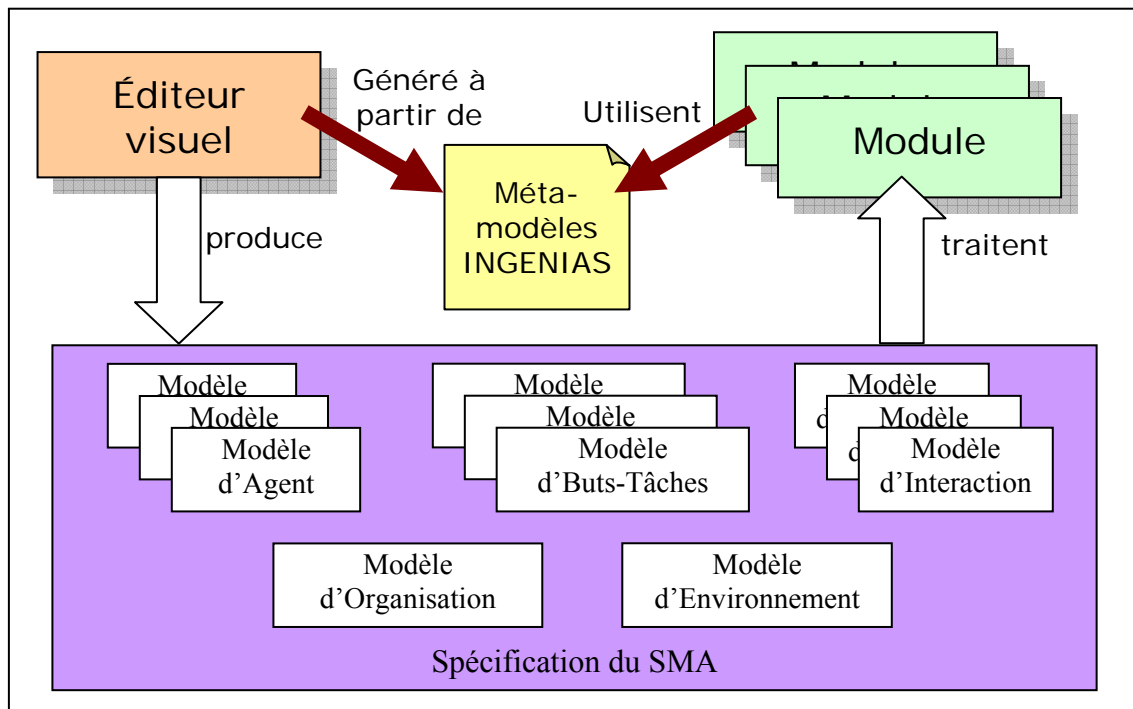 Éditeur
visuel
Généré à
partir de
Utilisent
Module
Méta-
modèles
INGENIAS
produce
traitent
Modèle
Modèle
Modèle
d’Agent
Modèle
Modèle
Modèle
d’Buts-Tâches
Modèle
Modèle
Modèle
d’Interaction
Modèle
d’Organisation
Modèle
d’Environnement
Spécification du SMA